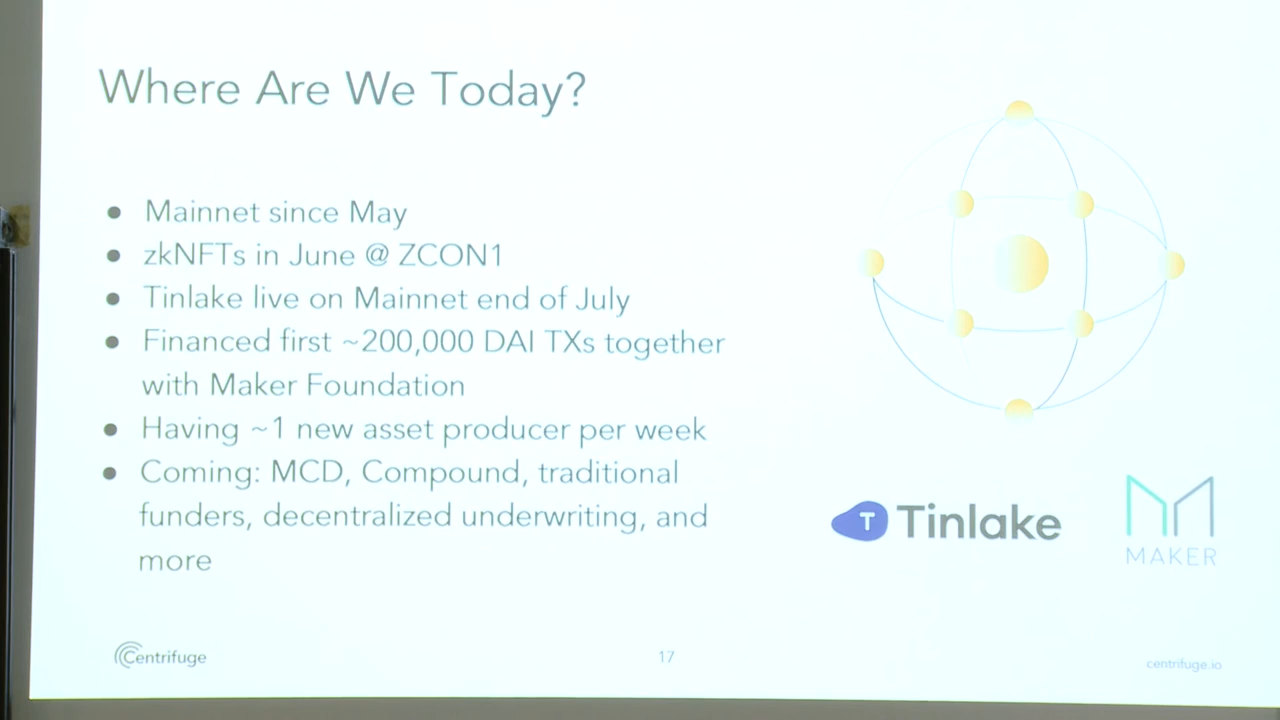 Where Are We Today?
● Mainnet since May
● zkNFTs in June @ ZCON1
● Tinlake live on Mainnet end of July
● Financed first ~200,000 DAI TXs together
with Maker Foundation
● Having ~1 new asset producer per week
● Coming: MCD, Compound, traditional
funders, decentralized underwriting, and
more
T Tinlake
MAKER
Centrifuge
17
centrifuge.io